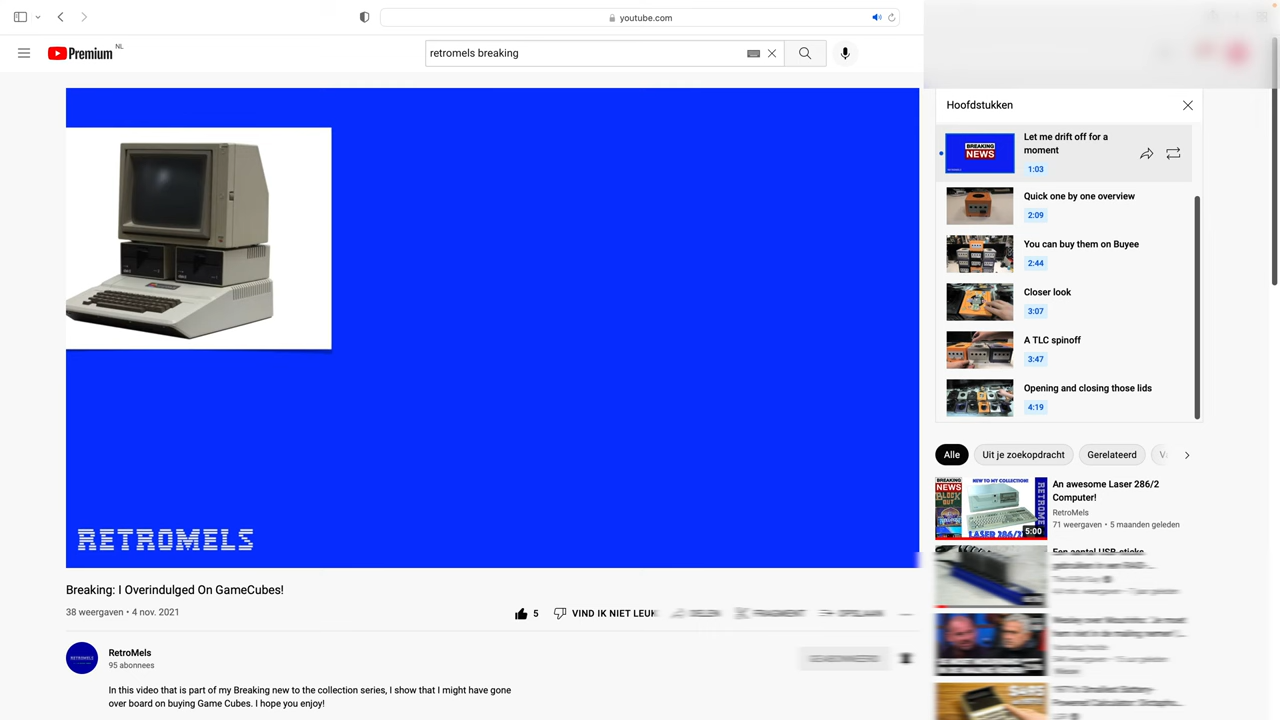 youtube.com
Premium NL
retromels breaking
RETROMELS
Breaking: I Overindulged On GameCubes!
38 weergaven • 4 nov. 2021
5
VIND IK NIET LEUK
RetroMels
95 abonnees
In this video that is part of my Breaking new to the collection series, I show that I might have gone
over board on buying Game Cubes. I hope you enjoy!
Hoofdstukken
BREAKING
NEWS
Let me drift off for a
moment
1:03
Quick one by one overview
2:09
You can buy them on Buyee
2:44
Closer look
3:07
A TLC spinoff
3:47
Opening and closing those lids
4:19
Alle
Uit je zoekopdracht
Gerelateerd
BREAKING
NEWS
BLOCK
OUT
NEW TO MY COLLECTION!
LASER 286/2
5:00
An awesome Laser 286/2
Computer!
RetroMels
71 weergaven • 5 maanden geleden